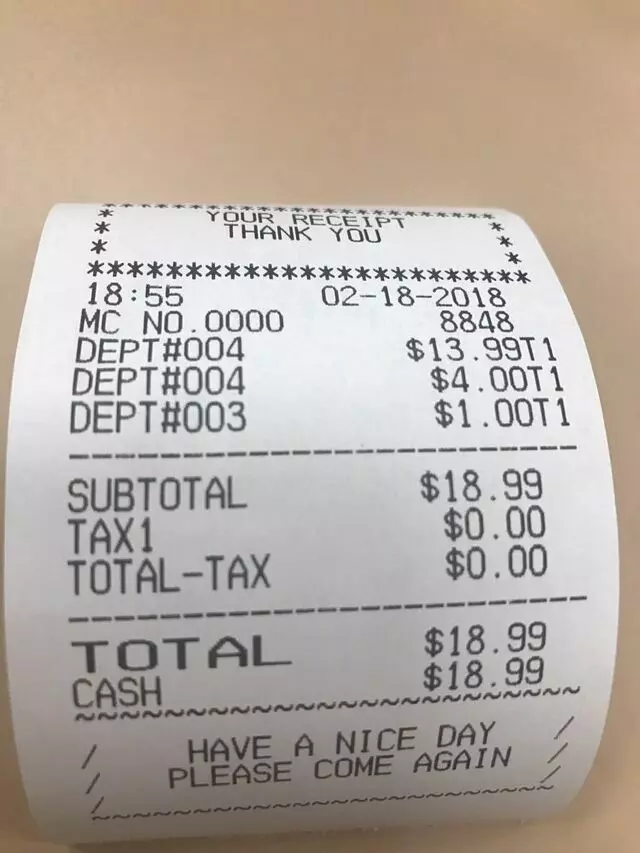 ***********************
* YOUR RECEIPT *
* THANK YOU *
* *
***********************
18:55 02-18-2018
MC NO.0000 8848
DEPT#004 $13.99T1
DEPT#004 $4.00T1
DEPT#003 $1.00T1
--------------------------------
SUBTOTAL $18.99
TAX1 $0.00
TOTAL-TAX $0.00
--------------------------------
TOTAL $18.99
CASH $18.99
~~~~~~~~~~~~~~~~~~~~~~~~~~~~~~~~
/ HAVE A NICE DAY /
/ PLEASE COME AGAIN /
/ /
~~~~~~~~~~~~~~~~~~~~~~~~~~~~~~~~